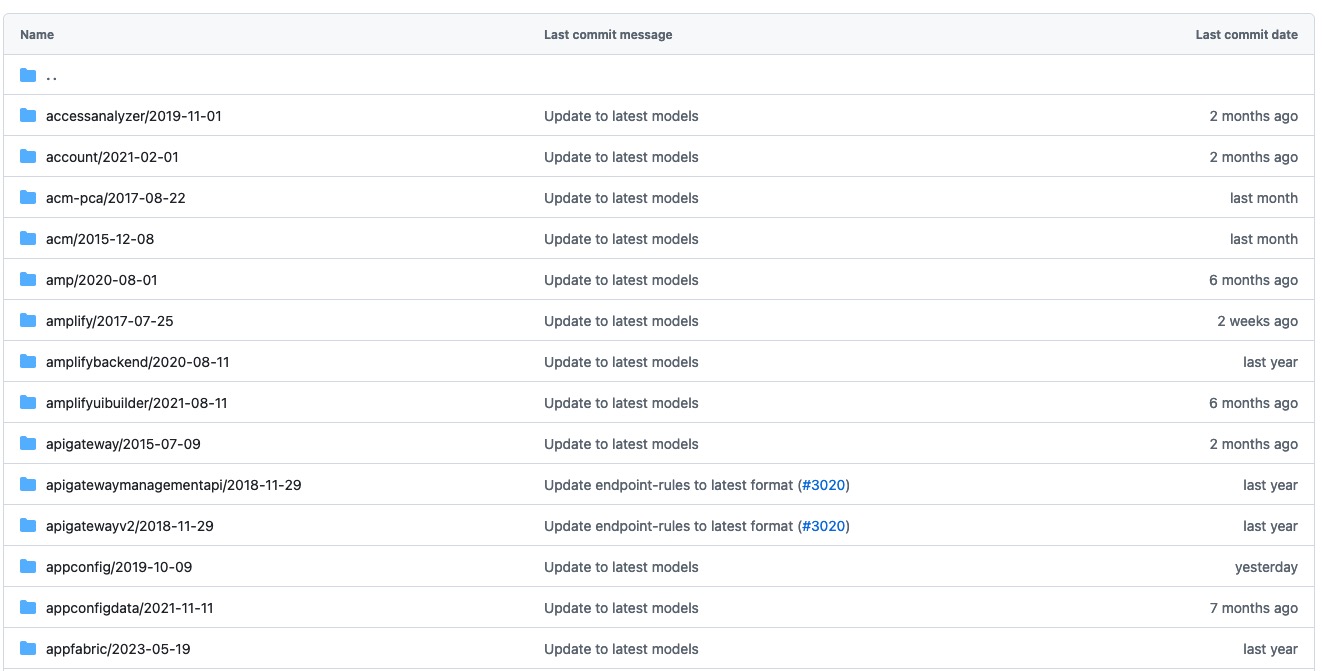 Name Last commit message Last commit date
..
accessanalyzer/2019-11-01 Update to latest models 2 months ago
account/2021-02-01 Update to latest models 2 months ago
acm-pca/2017-08-22 Update to latest models last month
acm/2015-12-08 Update to latest models last month
amp/2020-08-01 Update to latest models 6 months ago
amplify/2017-07-25 Update to latest models 2 weeks ago
amplifybackend/2020-08-11 Update to latest models last year
amplifyuibuilder/2021-08-11 Update to latest models 6 months ago
apigateway/2015-07-09 Update to latest models 2 months ago
apigatewaymanagementapi/2018-11-29 Update endpoint-rules to latest format (#3020) last year
apigatewayv2/2018-11-29 Update endpoint-rules to latest format (#3020) last year
appconfig/2019-10-09 Update to latest models yesterday
appconfigdata/2021-11-11 Update to latest models 7 months ago
appfabric/2023-05-19 Update to latest models last year